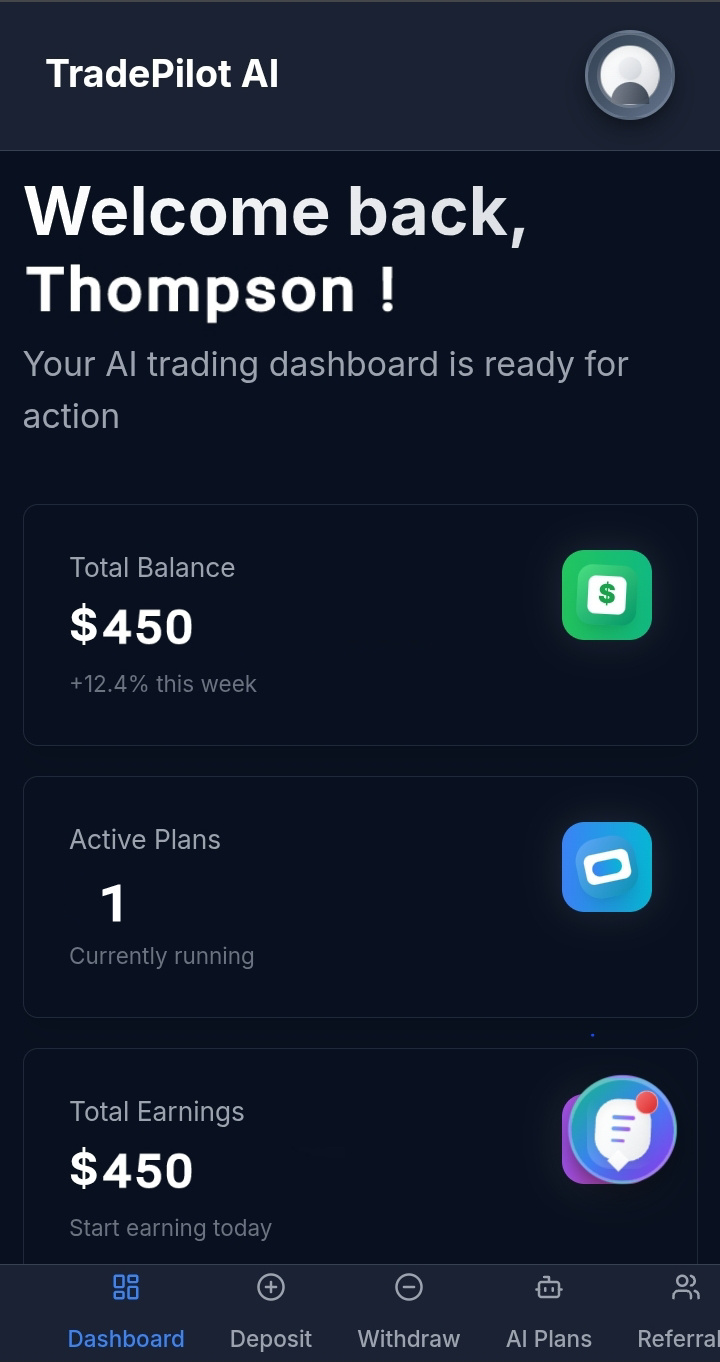 TradePilot AI
Welcome back,
Thompson !
Your AI trading dashboard is ready for
action
Total Balance
$450
$
+12.4% this week
Active Plans
1
Currently running
Total Earnings
$450
Start earning today
Dashboard
Deposit
Withdraw
AI Plans
Referral